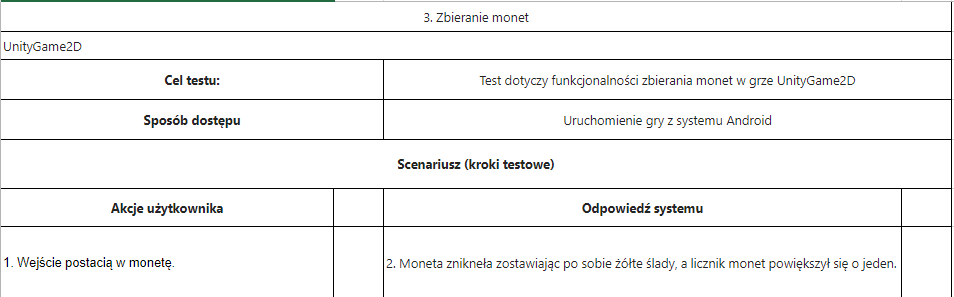 3. Zbieranie monet
UnityGame2D
Cel testu:
Test dotyczy funkcjonalności zbierania monet w grze UnityGame2D
Sposób dostępu
Uruchomienie gry z systemu Android
Scenariusz (kroki testowe)
Akcje użytkownika
Odpowiedź systemu
1. Wejście postacią w monetę.
2. Monetaznikneła zostawiając po sobie żółte ślady, a licznik monet powiększył się o jeden.